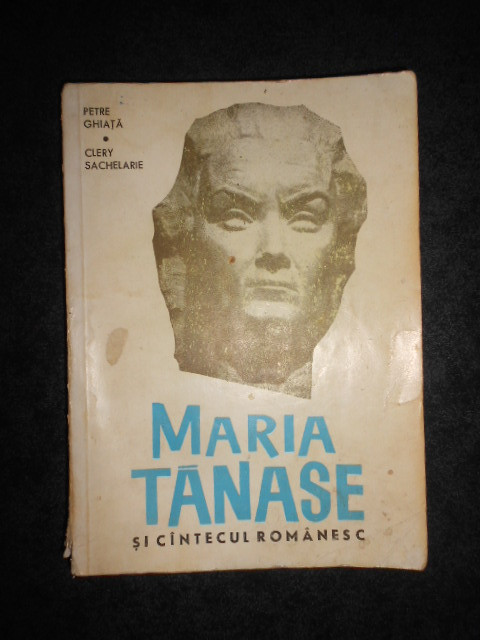 PETRE
GHIAȚĂ
•
CLERY
SACHELARIE
MARIA
TĂNASE
ȘI CÎNTECUL ROMÂNESC